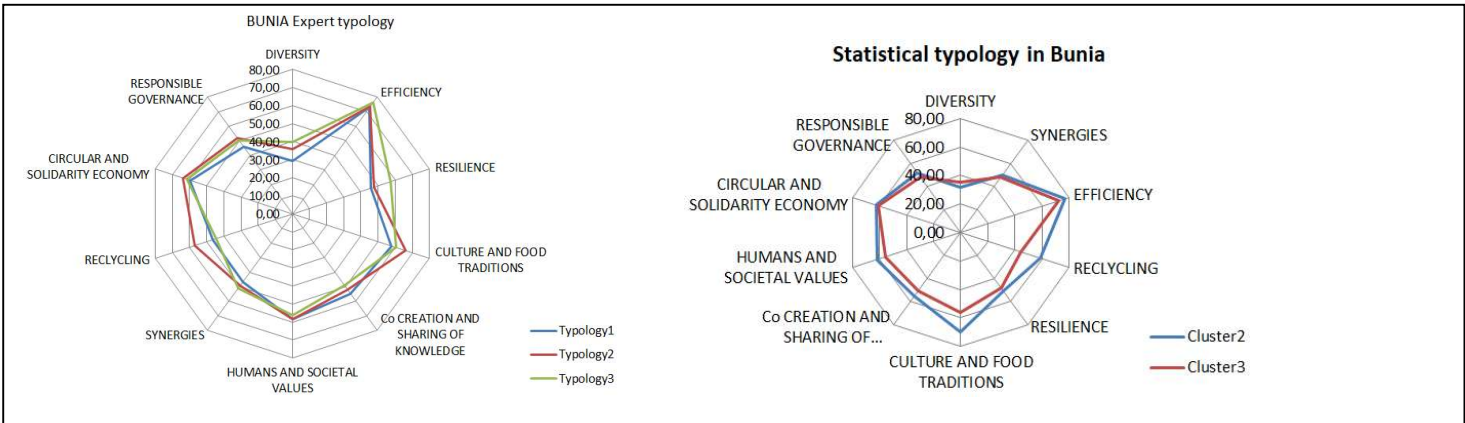 BUNIA Expert typology
DIVERSITY
80,00
70,00
60,00
50,00
40,00
30,00
20,00
10,00
0,00
EFFICIENCY
RESILIENCE
CULTURE AND FOOD
TRADITIONS
Co CREATION AND
SHARING OF
KNOWLEDGE
HUMANS AND SOCIETAL
VALUES
SYNERGIES
RECLYCLING
CIRCULAR AND
SOLIDARITY ECONOMY
RESPONSIBLE
GOVERNANCE
Typology1
Typology2
Typology3
Statistical typology in Bunia
DIVERSITY
80,00
60,00
40,00
20,00
0,00
SYNERGIES
EFFICIENCY
RECLYCLING
RESILIENCE
CULTURE AND FOOD
TRADITIONS
Co CREATION AND
SHARING OF...
HUMANS AND
SOCIETAL VALUES
CIRCULAR AND
SOLIDARITY ECONOMY
RESPONSIBLE
GOVERNANCE
Cluster2
Cluster3